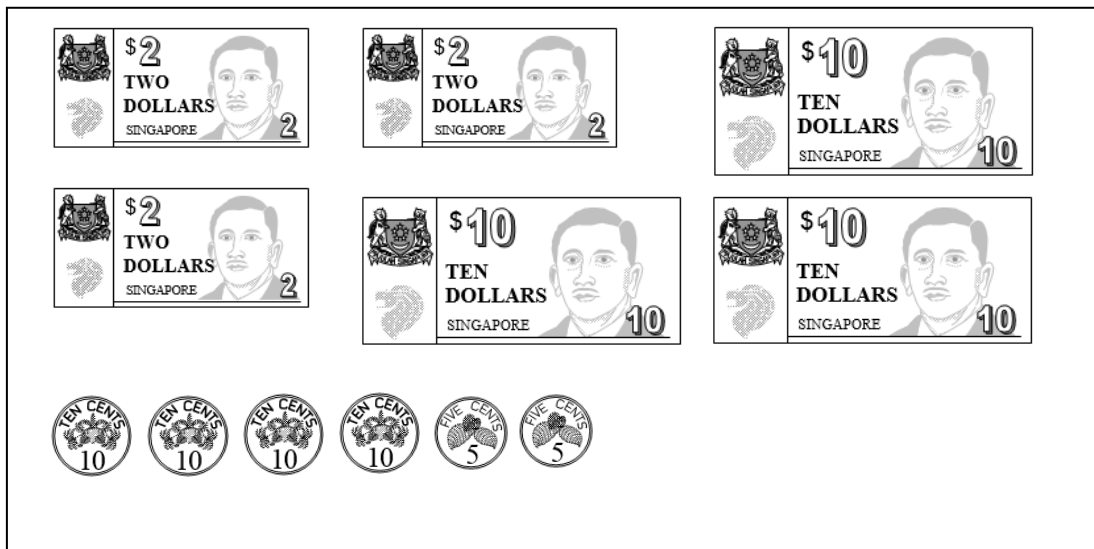 $2
TWO
DOLLARS
SINGAPORE
2
$2
TWO
DOLLARS
SINGAPORE
2
$10
TEN
DOLLARS
SINGAPORE
10
$2
TWO
DOLLARS
SINGAPORE
2
$10
TEN
DOLLARS
SINGAPORE
10
$10
TEN
DOLLARS
SINGAPORE
10
TEN CENTS
10
TEN CENTS
10
TEN CENTS
10
TEN CENTS
10
FIVE CENTS
5
FIVE CENTS
5